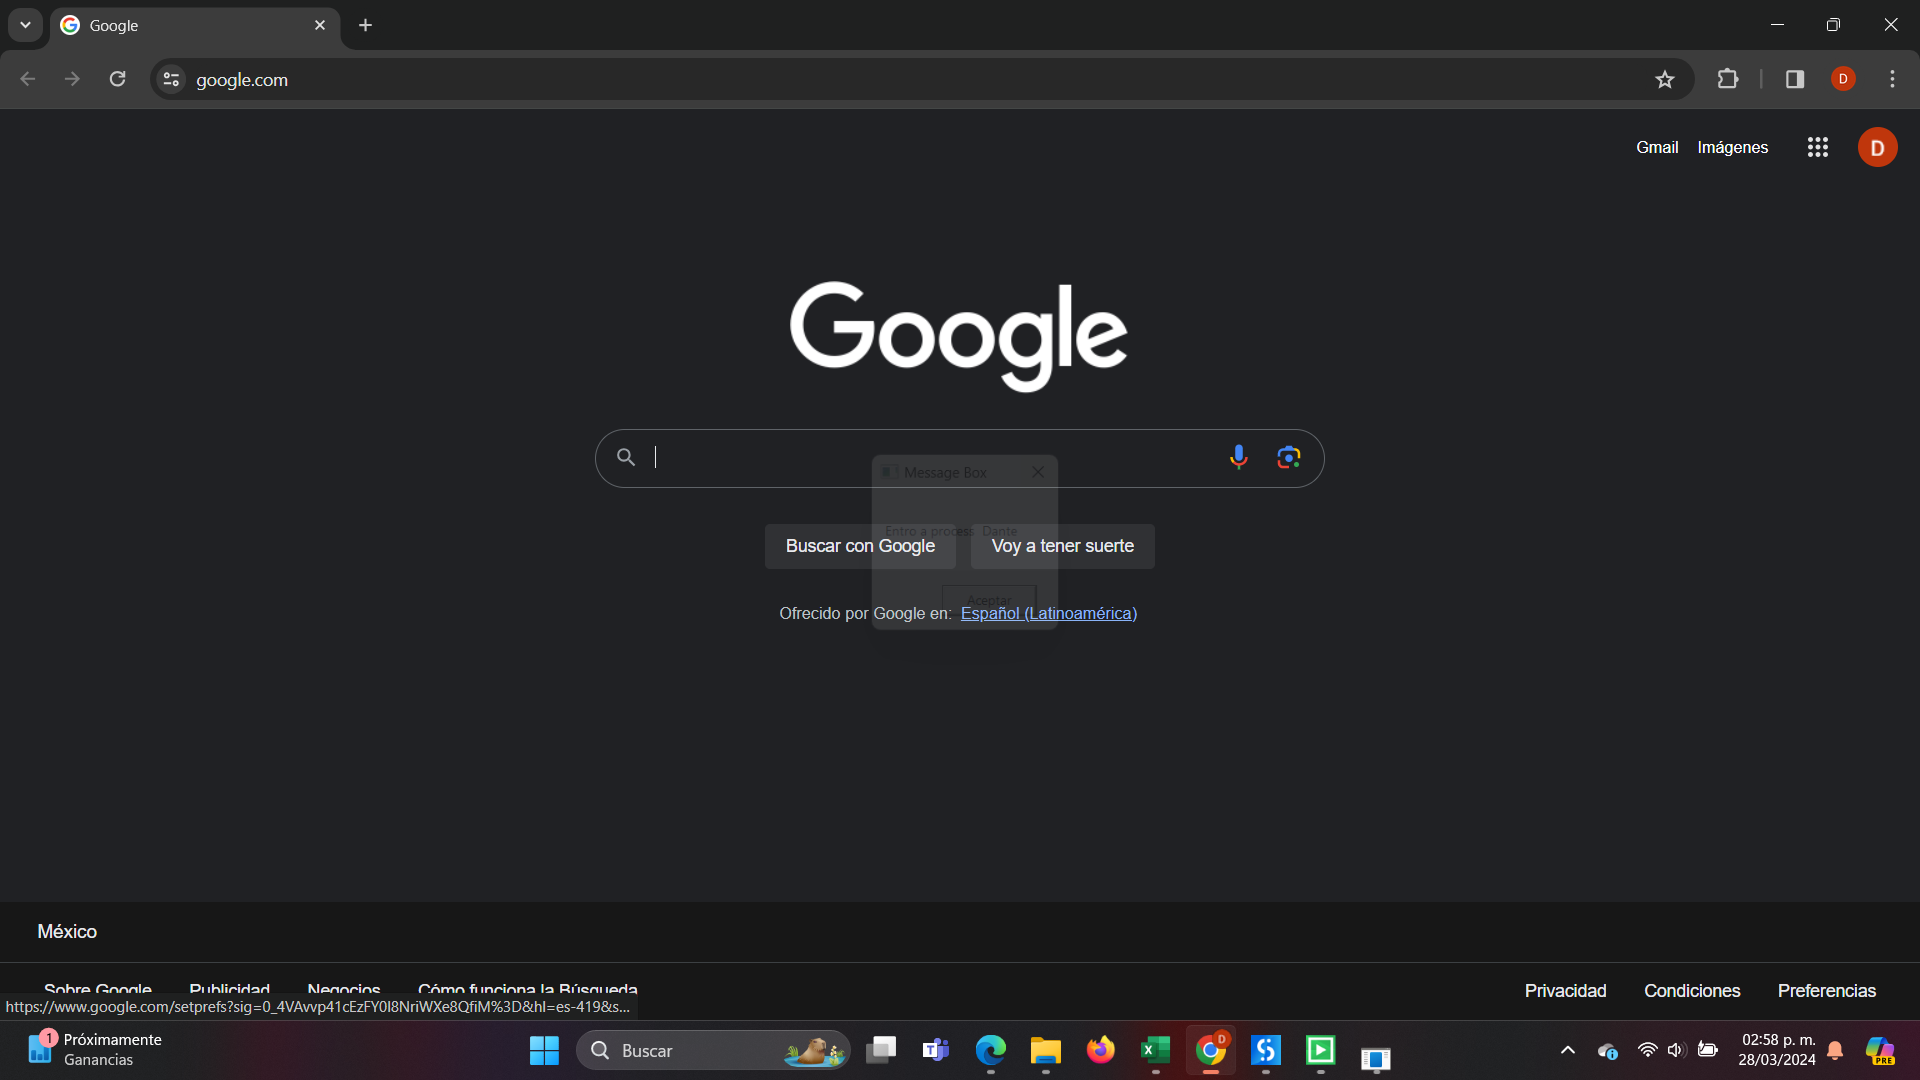 Google
google.com
Gmail Imágenes
D
D
Google
Message Box
Entro a process Dante
Buscar con Google Voy a tener suerte
Aceptar
Ofrecido por Google en: Español (Latinoamérica)
México
Sobre Google Publicidad Negocios Cómo funciona la Búsqueda
Privacidad Condiciones Preferencias
https://www.google.com/setprefs?sig=0_4VAvvp41cEzFY0I8NriWXe8QfiM%3D&hl=es-419&s...
1
Próximamente
Ganancias
Buscar
D
02:58 p. m.
28/03/2024
PRE